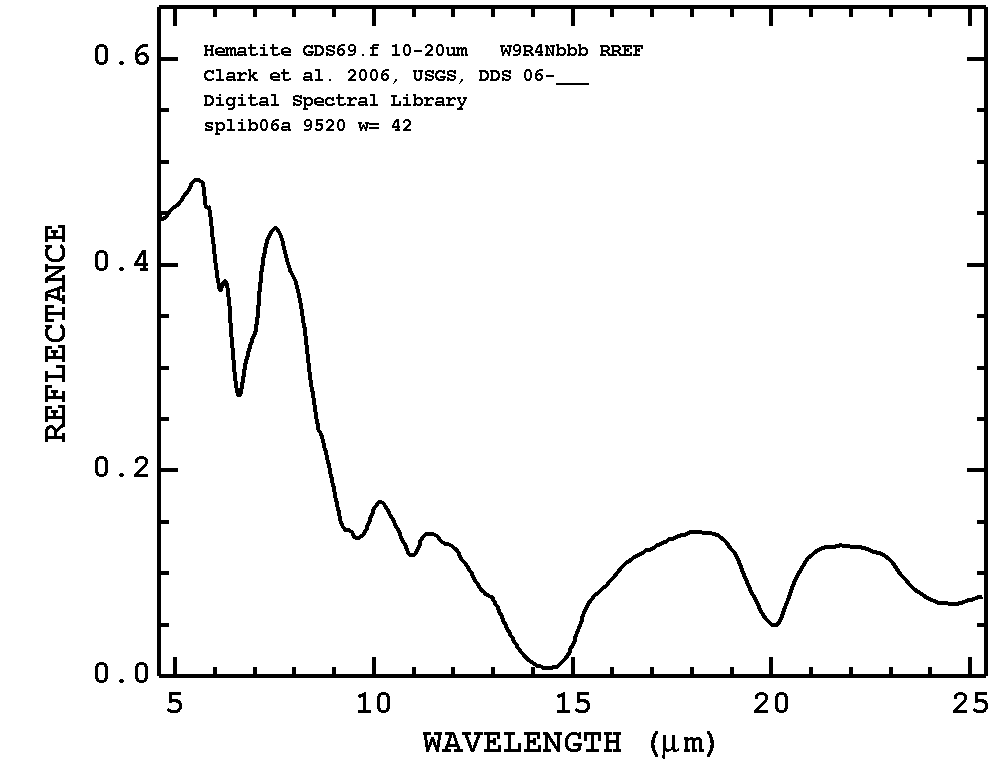 Hematite GDS69.f 10-20um W9R4Nbbb RREF
Clark et al. 2006, USGS, DDS 06-___
Digital Spectral Library
splib06a 9520 w= 42
REFLECTANCE
0.6
0.4
0.2
0.0
5 10 15 20 25
WAVELENGTH (μm)